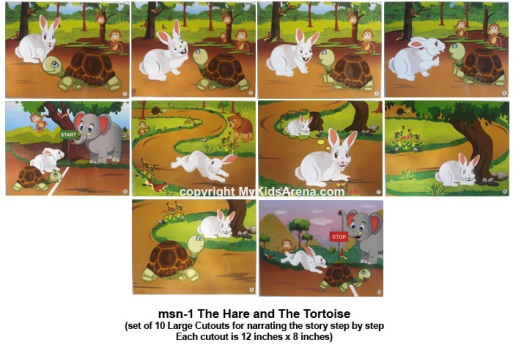 START
copyright MyKidsArena.com
STOP
msn-1 The Hare and The Tortoise
(set of 10 Large Cutouts for narrating the story step by step
Each cutout is 12 inches x 8 inches)